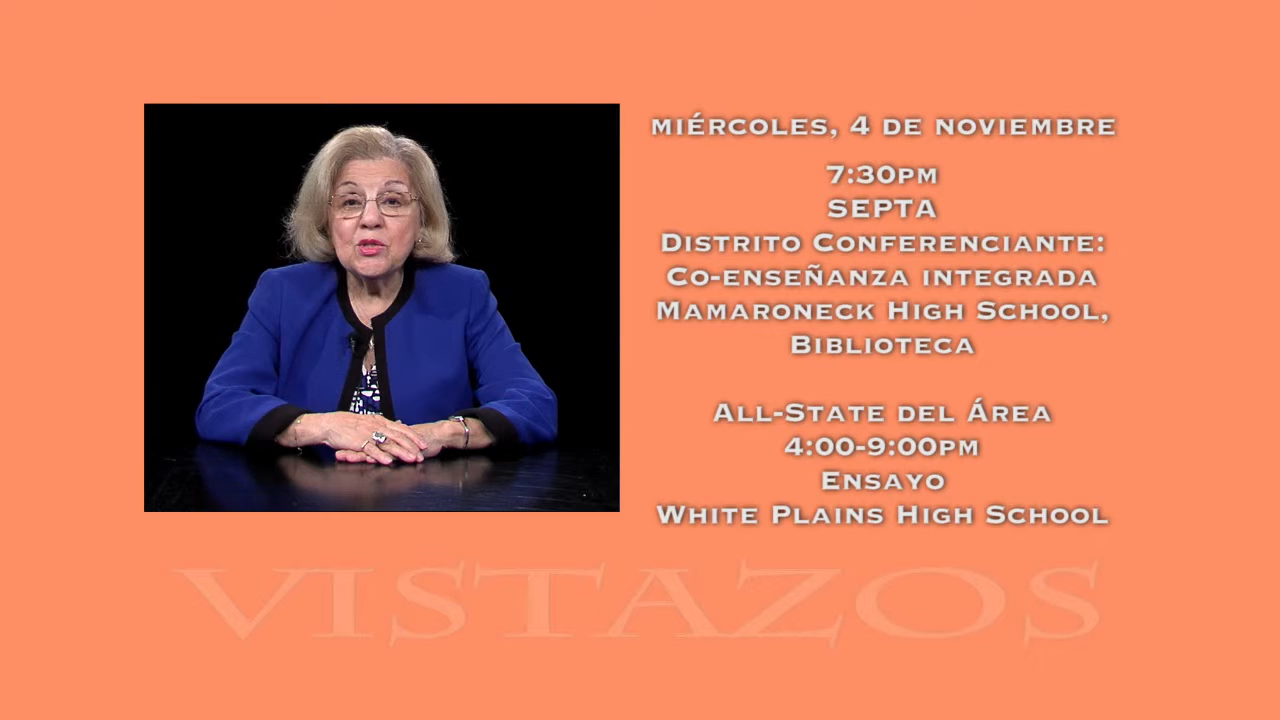 MIÉRCOLES, 4 DE NOVIEMBRE
7:30PM
SEPTA
DISTRITO CONFERENCIANTE:
CO-ENSEÑANZA INTEGRADA
MAMARONECK HIGH SCHOOL,
BIBLIOTECA
ALL-STATE DEL ÁREA
4:00-9:00PM
ENSAYO
WHITE PLAINS HIGH SCHOOL
VISTAZOS